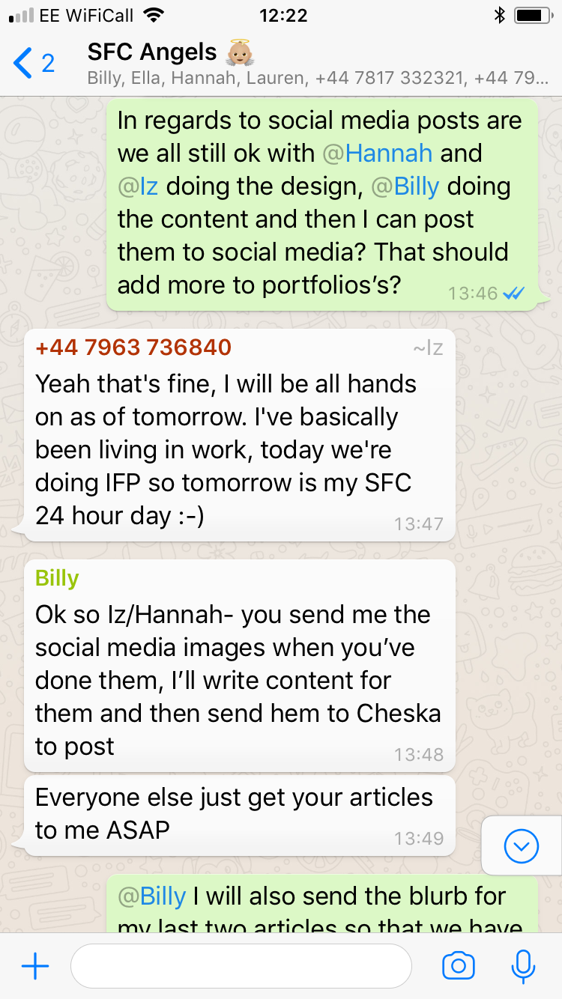 EE WiFiCall 12:22
2 SFC Angels
Billy, Ella, Hannah, Lauren, +44 7817 332321, +44 79...
In regards to social media posts are
we all still ok with @Hannah and
@Iz doing the design, @Billy doing
the content and then I can post
them to social media? That should
add more to portfolios’s?
13:46
+44 7963 736840 ~Iz
Yeah that's fine, I will be all hands
on as of tomorrow. I've basically
been living in work, today we're
doing IFP so tomorrow is my SFC
24 hour day :-)
13:47
Billy
Ok so Iz/Hannah- you send me the
social media images when you’ve
done them, I’ll write content for
them and then send hem to Cheska
to post
13:48
Everyone else just get your articles
to me ASAP
13:49
@Billy I will also send the blurb for
my last two articles so that we have